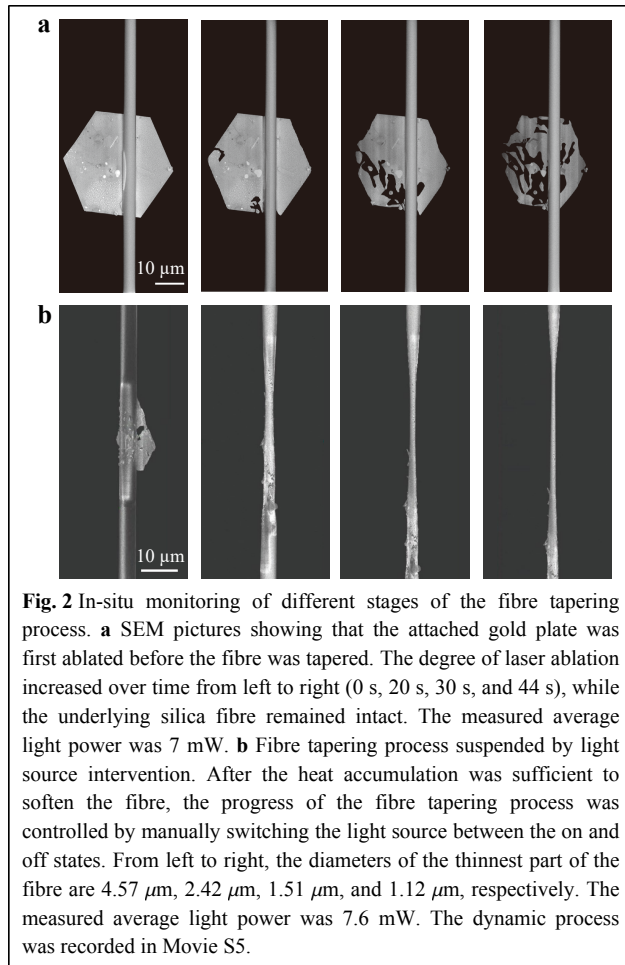 a
10 µm
b
10 µm
Fig. 2 In-situ monitoring of different stages of the fibre tapering
process. a SEM pictures showing that the attached gold plate was
first ablated before the fibre was tapered. The degree of laser ablation
increased over time from left to right (0 s, 20 s, 30 s, and 44 s), while
the underlying silica fibre remained intact. The measured average
light power was 7 mW. b Fibre tapering process suspended by light
source intervention. After the heat accumulation was sufficient to
soften the fibre, the progress of the fibre tapering process was
controlled by manually switching the light source between the on and
off states. From left to right, the diameters of the thinnest part of the
fibre are 4.57 µm, 2.42 µm, 1.51 µm, and 1.12 µm, respectively. The
measured average light power was 7.6 mW. The dynamic process
was recorded in Movie S5.